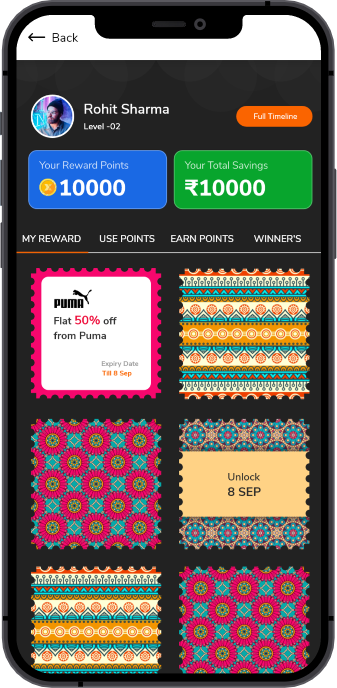 Back
Rohit Sharma
Level -02
Full Timeline
Your Reward Points
10000
Your Total Savings
₹10000
MY REWARD
USE POINTS
EARN POINTS
WINNER'S
PUMA
Flat 50% off
from Puma
Expiry Date
Till 8 Sep
Unlock
8 SEP